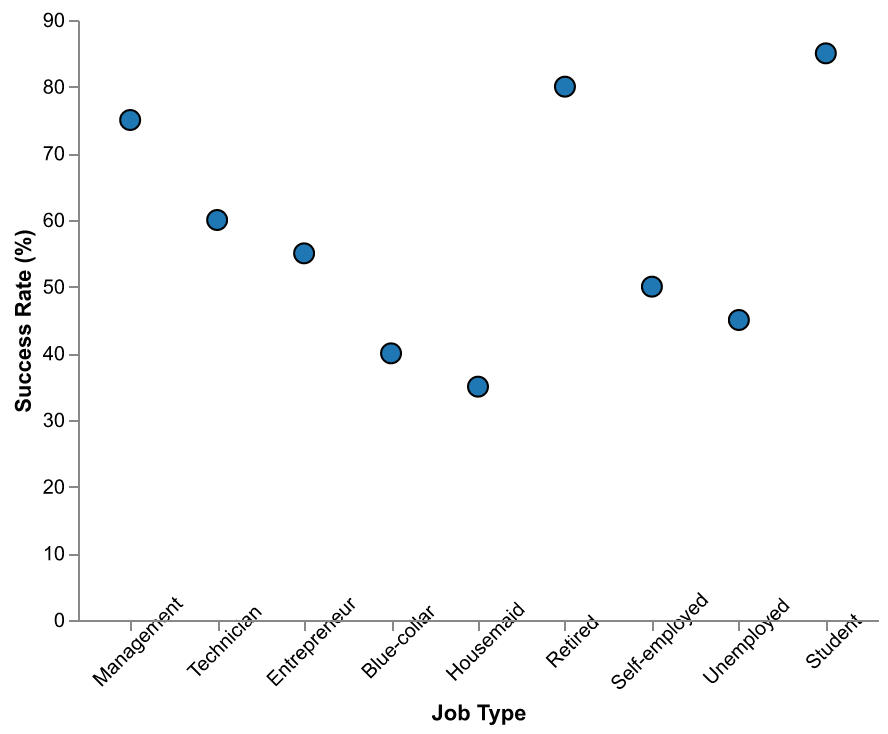 90
80
70
60
50
40
30
20
10
0
Success Rate (%)
Management
Technician
Entrepreneur
Blue-collar
Housemaid
Retired
Self-employed
Unemployed
Student
Job Type